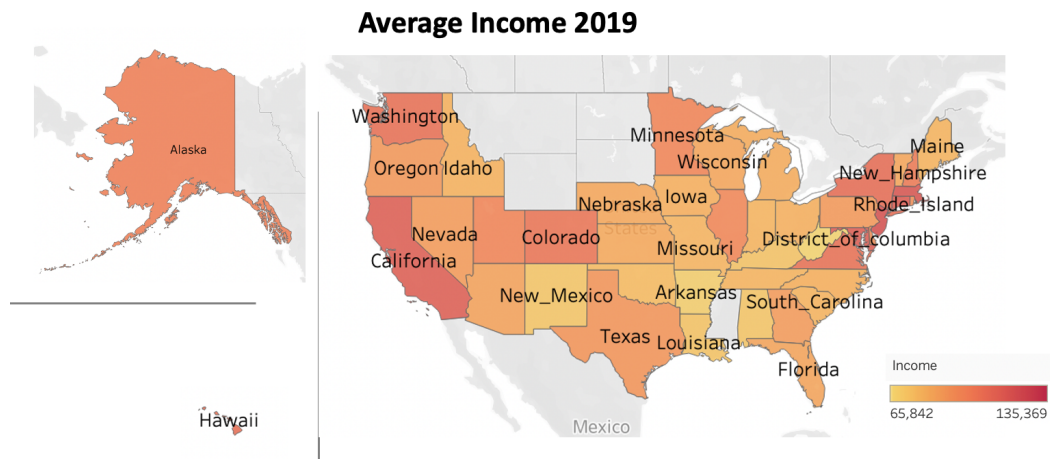 Average Income 2019
Washington
Alaska
Minnesota
Maine
Wisconsin
New_Hampshire
Oregon
Idaho
Nebraska
Iowa
Rhode_Island
States
Nevada
Colorado
Missouri
District_of_columbia
California
New_Mexico
Arkansas
South_Carolina
Texas
Louisiana
Florida
Income
65,842
135,369
Hawaii
Mexico